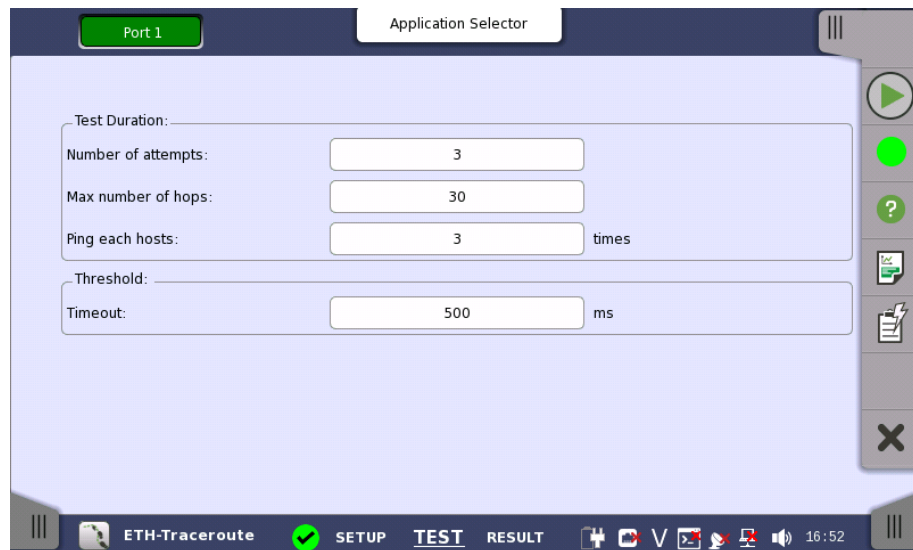 Port 1
Application Selector
Test Duration:
Number of attempts: 3
Max number of hops: 30
Ping each hosts: 3 times
Threshold:
Timeout: 500 ms
ETH-Traceroute SETUP TEST RESULT V 16:52